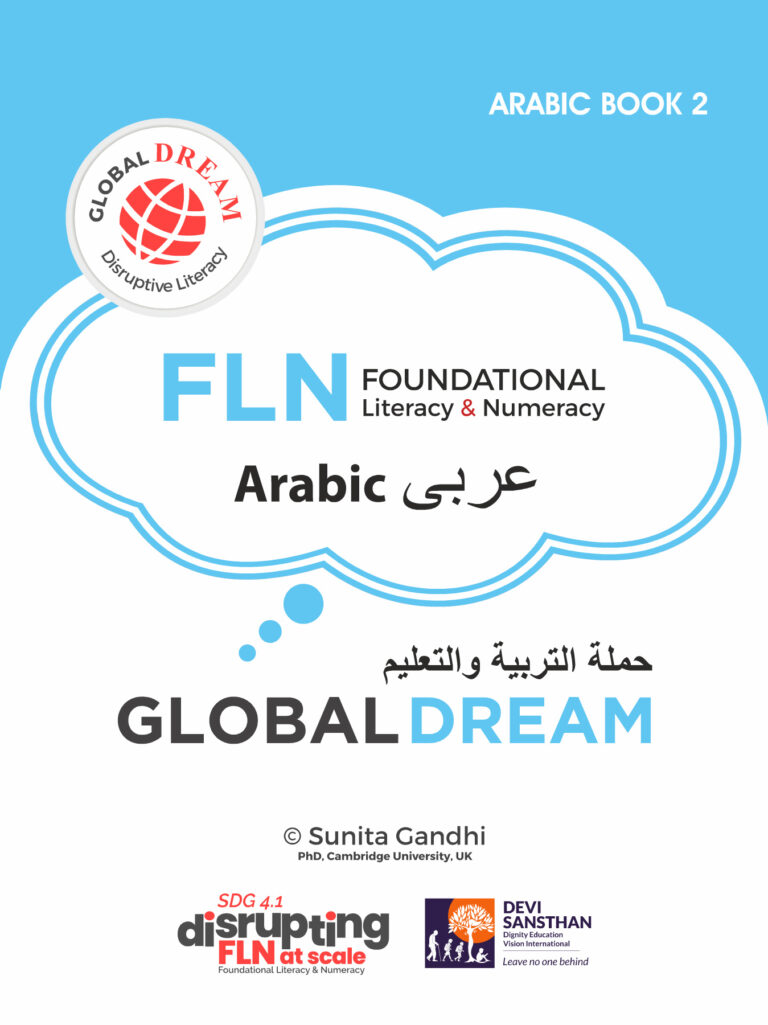 ARABIC BOOK 2
GLOBAL DREAM
Disruptive Literacy
FLN FOUNDATIONAL
Literacy & Numeracy
Arabic عربى
حملة التربية والتعليم
GLOBAL DREAM
© Sunita Gandhi
PhD, Cambridge University, UK
SDG 4.1
disrupting
FLN at scale
Foundational Literacy & Numeracy
DEVI
SANSTHAN
Dignity Education
Vision International
Leave no one behind